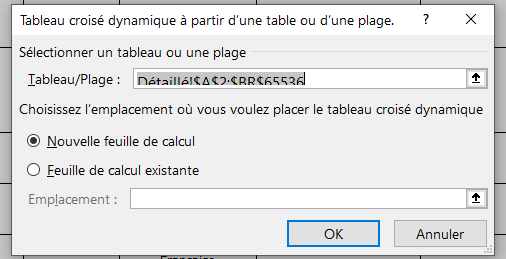 Tableau croisé dynamique à partir d'une table ou d'une plage. ? ×
Sélectionner un tableau ou une plage
Tableau/Plage : Détaillé!$A$2:$BR$65536
Choisissez l'emplacement où vous voulez placer le tableau croisé dynamique
Nouvelle feuille de calcul
Feuille de calcul existante
Emplacement :
OK Annuler